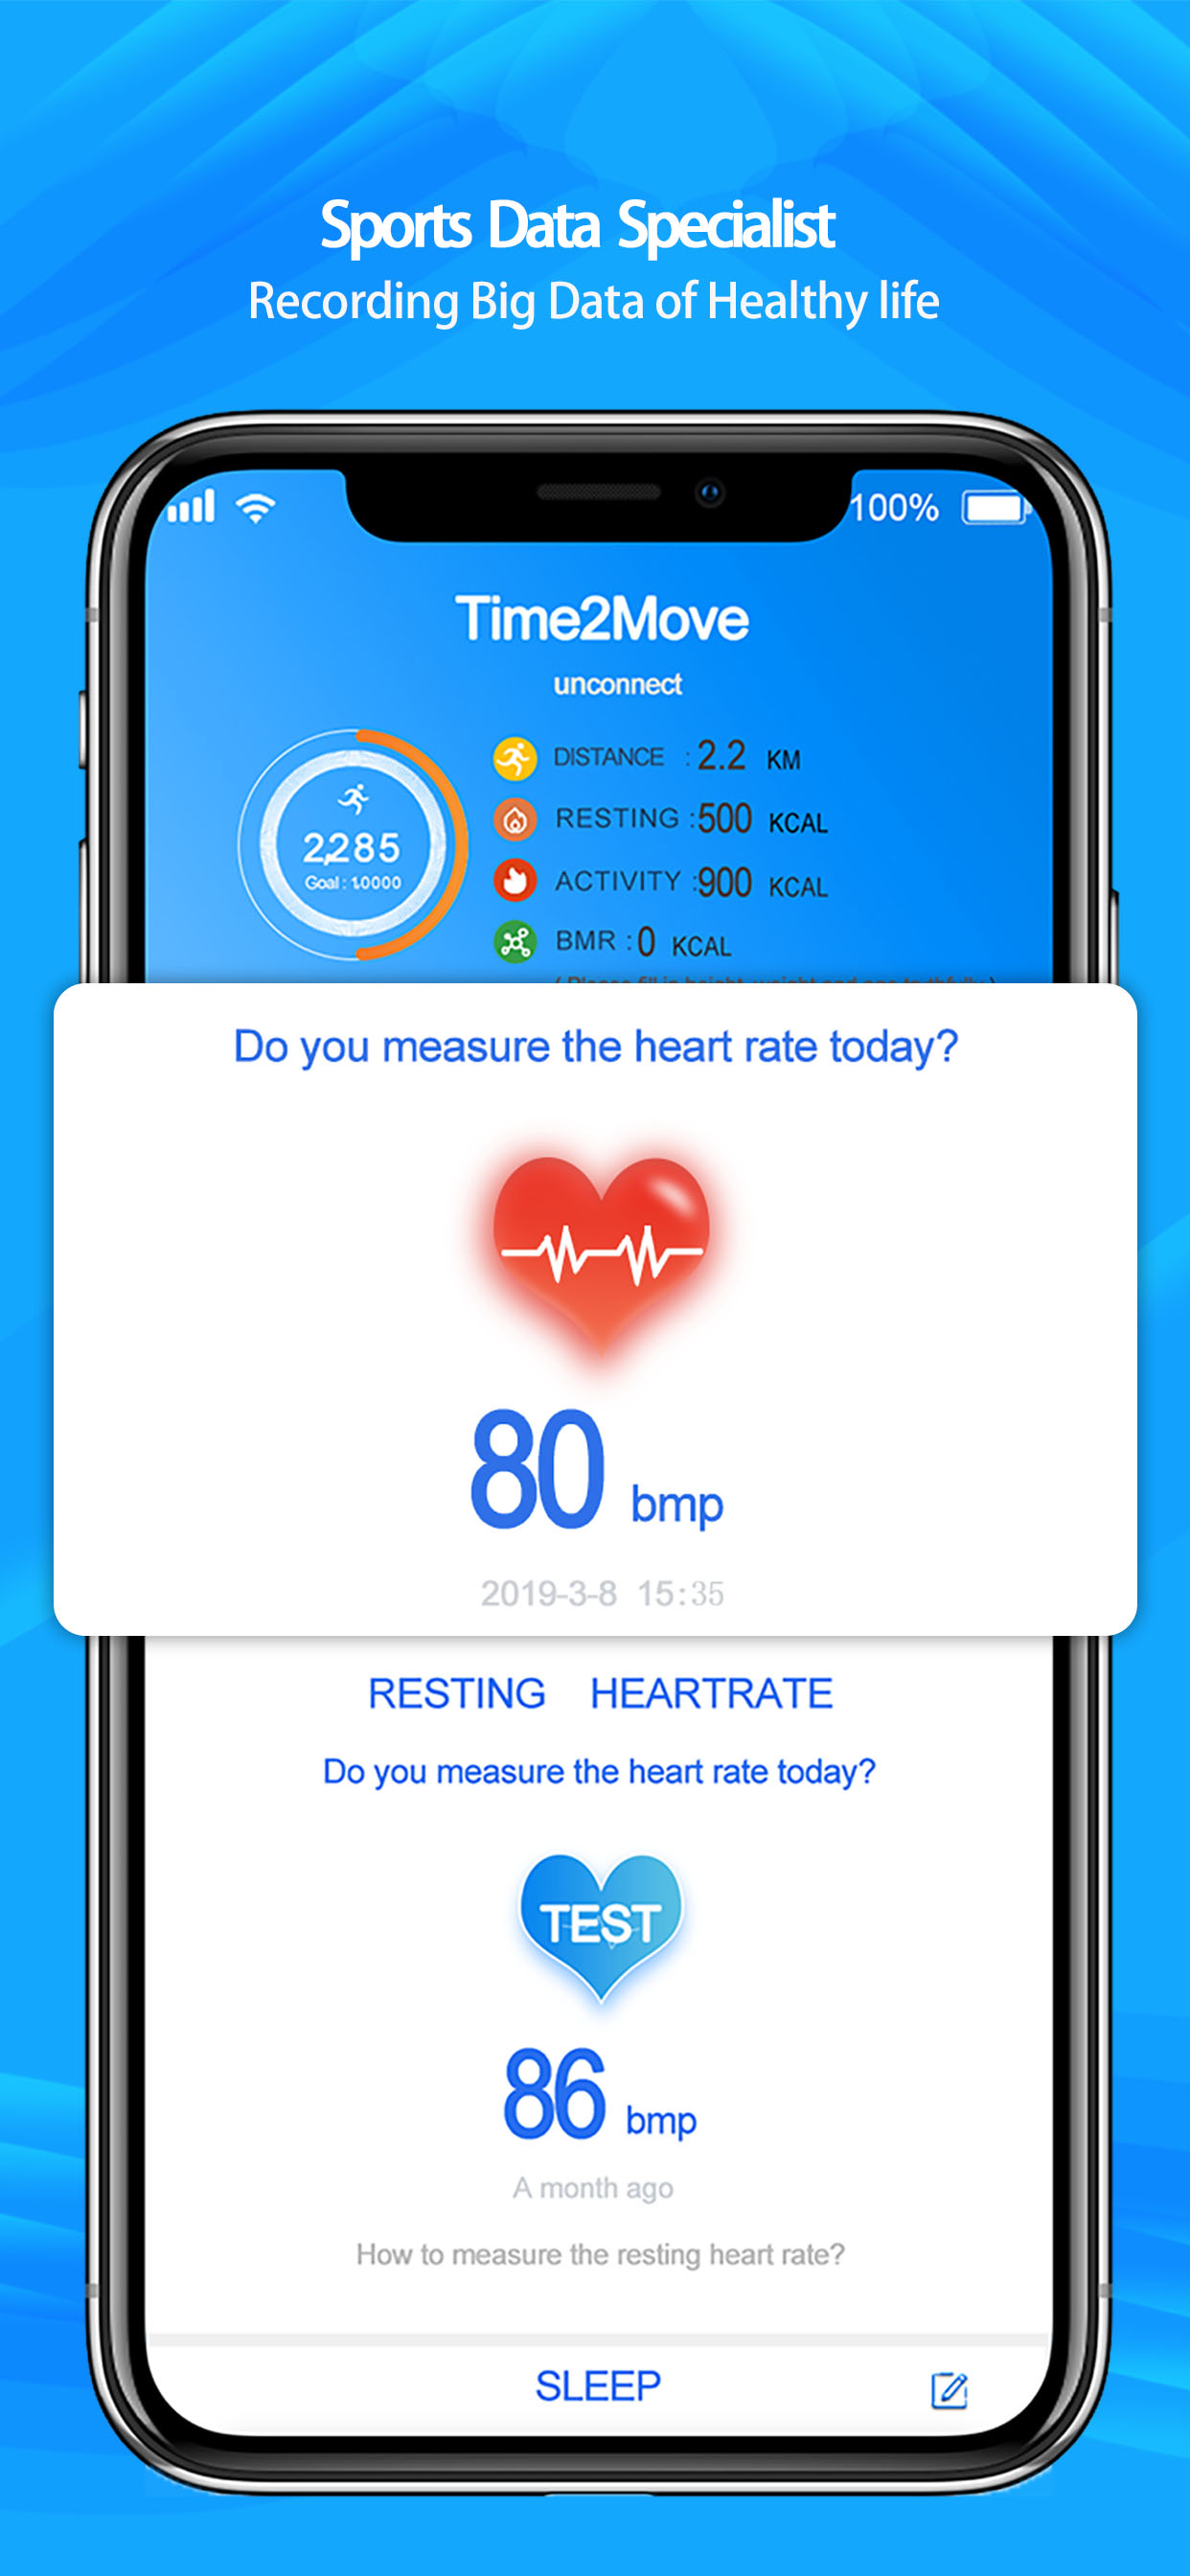 Sports Data Specialist
Recording Big Data of Healthy life
100%
Time2Move
unconnect
2,285
Goal : 10000
DISTANCE : 2.2 KM
RESTING : 500 KCAL
ACTIVITY : 900 KCAL
BMR : 0 KCAL
Do you measure the heart rate today?
80 bmp
2019-3-8 15:35
RESTING HEARTRATE
Do you measure the heart rate today?
TEST
86 bmp
A month ago
How to measure the resting heart rate?
SLEEP